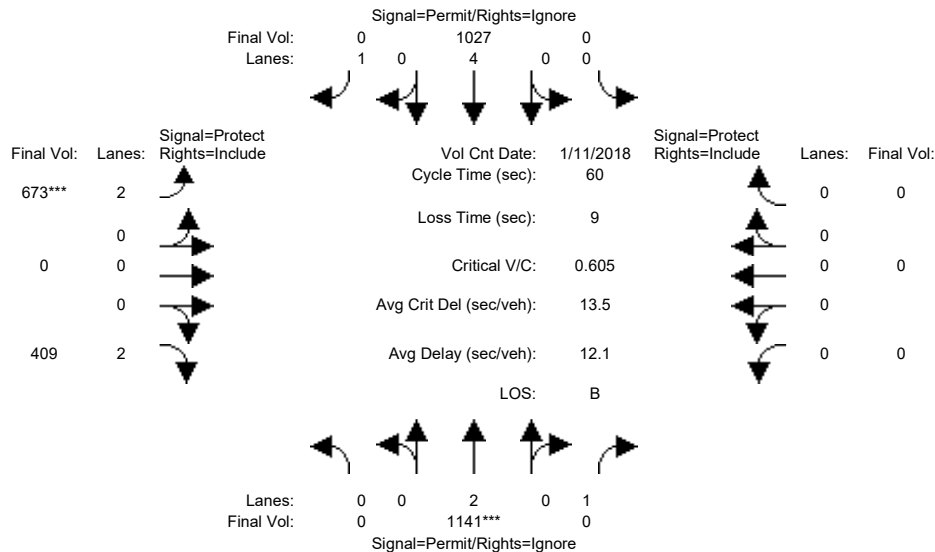 Signal=Permit/Rights=Ignore
Final Vol: 0 1027 0
Lanes: 1 0 4 0 0
Signal=Protect
Final Vol: Lanes: Rights=Include
Vol Cnt Date: 1/11/2018
Signal=Protect
Rights=Include Lanes: Final Vol:
Cycle Time (sec): 60
673*** 2
0 0
Loss Time (sec): 9
0
0
0 0
Critical V/C: 0.605
0 0
0
Avg Crit Del (sec/veh): 13.5
0
409 2
Avg Delay (sec/veh): 12.1
0 0
LOS: B
Lanes: 0 0 2 0 1
Final Vol: 0 1141*** 0
Signal=Permit/Rights=Ignore